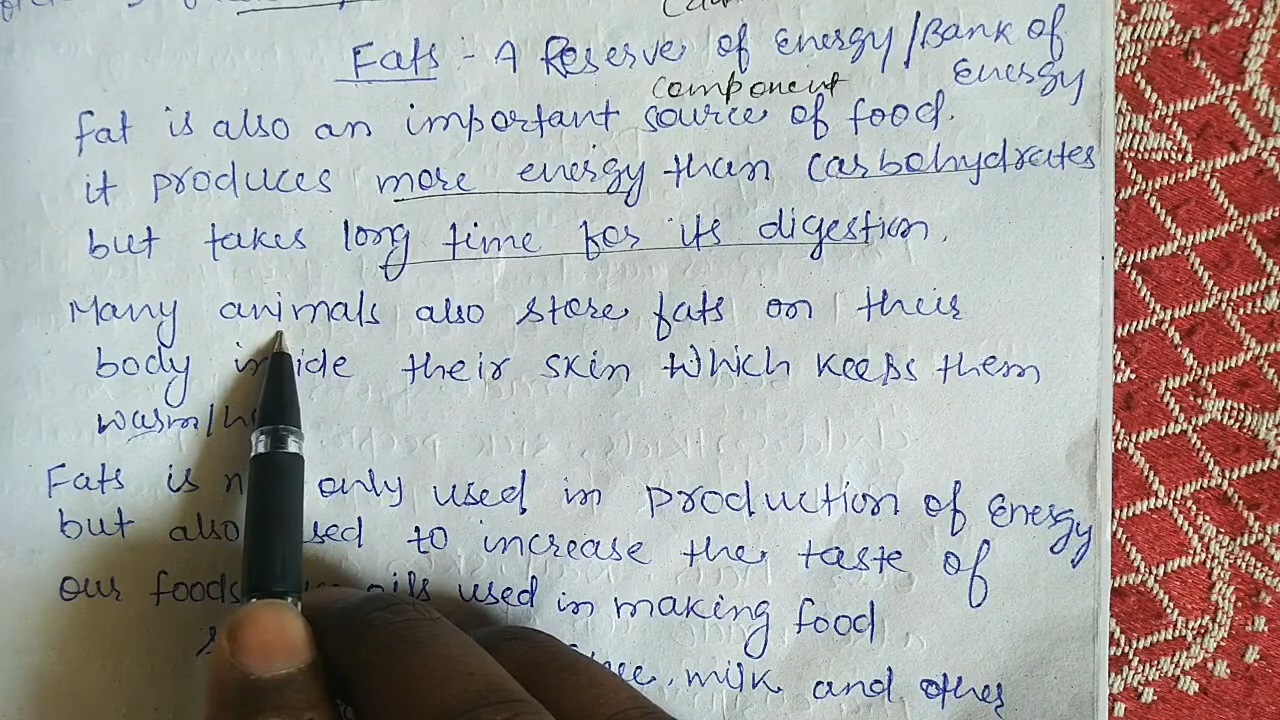 Fats :- A Reserve of Energy/Bank of Energy
component
fat is also an important source of food.
it produces more energy than carbohydrates
but takes long time for its digestion.
Many animals also store fats on their
body inside their skin which keeps them
warm/
Fats is only used in production of Energy
but also used to increase the taste of
our foods oils used in making food
milk and other